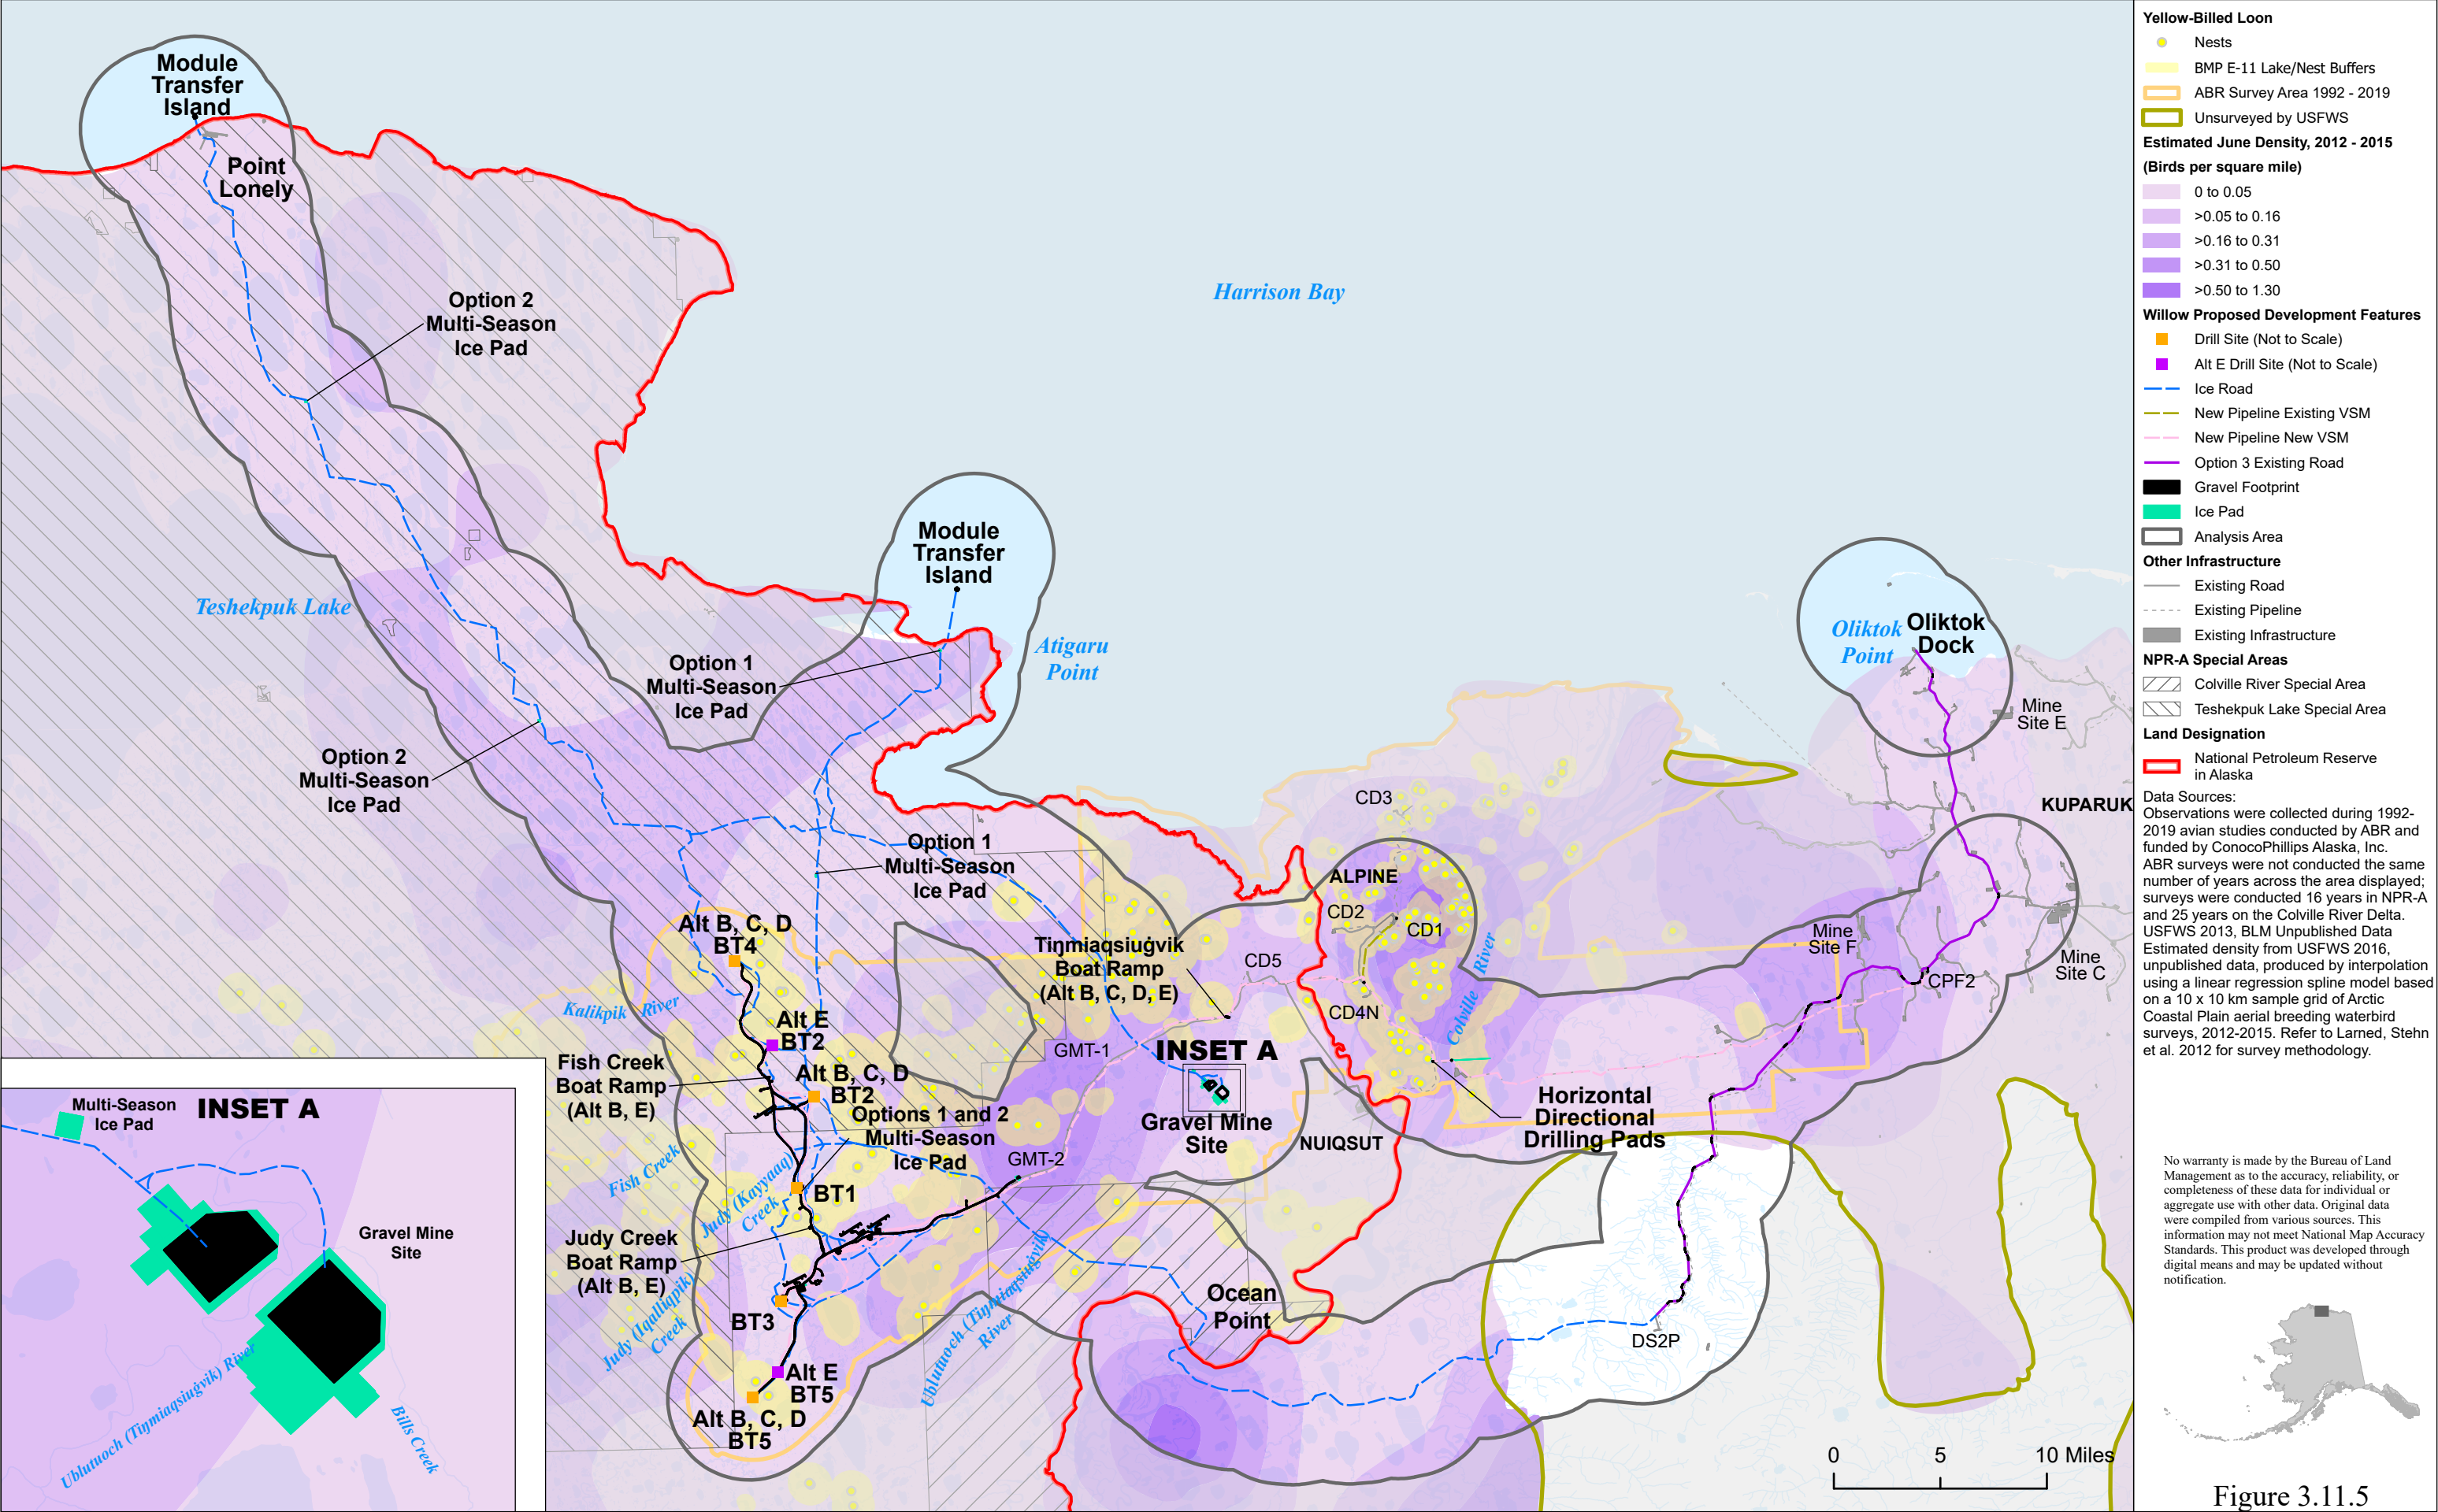 Module
Transfer
Island
Point
Lonely
Option 2
Multi-Season
Ice Pad
Harrison Bay
Module
Transfer
Island
Teshekpuk Lake
Atigaru
Point
Option 1
Multi-Season
Ice Pad
Oliktok
Point
Oliktok
Dock
Mine
Site E
Option 2
Multi-Season
Ice Pad
CD3
KUPARUK
Option 1
Multi-Season
Ice Pad
ALPINE
CD2
CD1
Alt B, C, D
BT4
Tiŋmiaqsiuġvik
Boat Ramp
(Alt B, C, D, E)
CD5
Colville River
Mine
Site F
CPF2
Mine
Site C
Kalikpik River
CD4N
Alt E
BT2
GMT-1
INSET A
Fish Creek
Boat Ramp
(Alt B, E)
Alt B, C, D
BT2
Options 1 and 2
Multi-Season
Ice Pad
Gravel Mine
Site
Horizontal
Directional
Drilling Pads
NUIQSUT
GMT-2
Fish Creek
Judy (Kayyaaq)
Creek
BT1
Colville
Judy Creek
Boat Ramp
(Alt B, E)
Judy (Iqalliqpik)
Creek
BT3
Ublutuoch (Tiŋmiaqsiuġvik)
River
Ocean
Point
DS2P
Alt E
BT5
Alt B, C, D
BT5
0 5 10 Miles
Multi-Season
Ice Pad
INSET A
Gravel Mine
Site
Ublutuoch (Tiŋmiaqsiuġvik) River
Bills Creek
Yellow-Billed Loon
Nests
BMP E-11 Lake/Nest Buffers
ABR Survey Area 1992 - 2019
Unsurveyed by USFWS
Estimated June Density, 2012 - 2015
(Birds per square mile)
0 to 0.05
>0.05 to 0.16
>0.16 to 0.31
>0.31 to 0.50
>0.50 to 1.30
Willow Proposed Development Features
Drill Site (Not to Scale)
Alt E Drill Site (Not to Scale)
Ice Road
New Pipeline Existing VSM
New Pipeline New VSM
Option 3 Existing Road
Gravel Footprint
Ice Pad
Analysis Area
Other Infrastructure
Existing Road
Existing Pipeline
Existing Infrastructure
NPR-A Special Areas
Colville River Special Area
Teshekpuk Lake Special Area
Land Designation
National Petroleum Reserve
in Alaska
Data Sources:
Observations were collected during 1992-
2019 avian studies conducted by ABR and
funded by ConocoPhillips Alaska, Inc.
ABR surveys were not conducted the same
number of years across the area displayed;
surveys were conducted 16 years in NPR-A
and 25 years on the Colville River Delta.
USFWS 2013, BLM Unpublished Data
Estimated density from USFWS 2016,
unpublished data, produced by interpolation
using a linear regression spline model based
on a 10 x 10 km sample grid of Arctic
Coastal Plain aerial breeding waterbird
surveys, 2012-2015. Refer to Larned, Stehn
et al. 2012 for survey methodology.
No warranty is made by the Bureau of Land
Management as to the accuracy, reliability, or
completeness of these data for individual or
aggregate use with other data. Original data
were compiled from various sources. This
information may not meet National Map Accuracy
Standards. This product was developed through
digital means and may be updated without
notification.
Figure 3.11.5